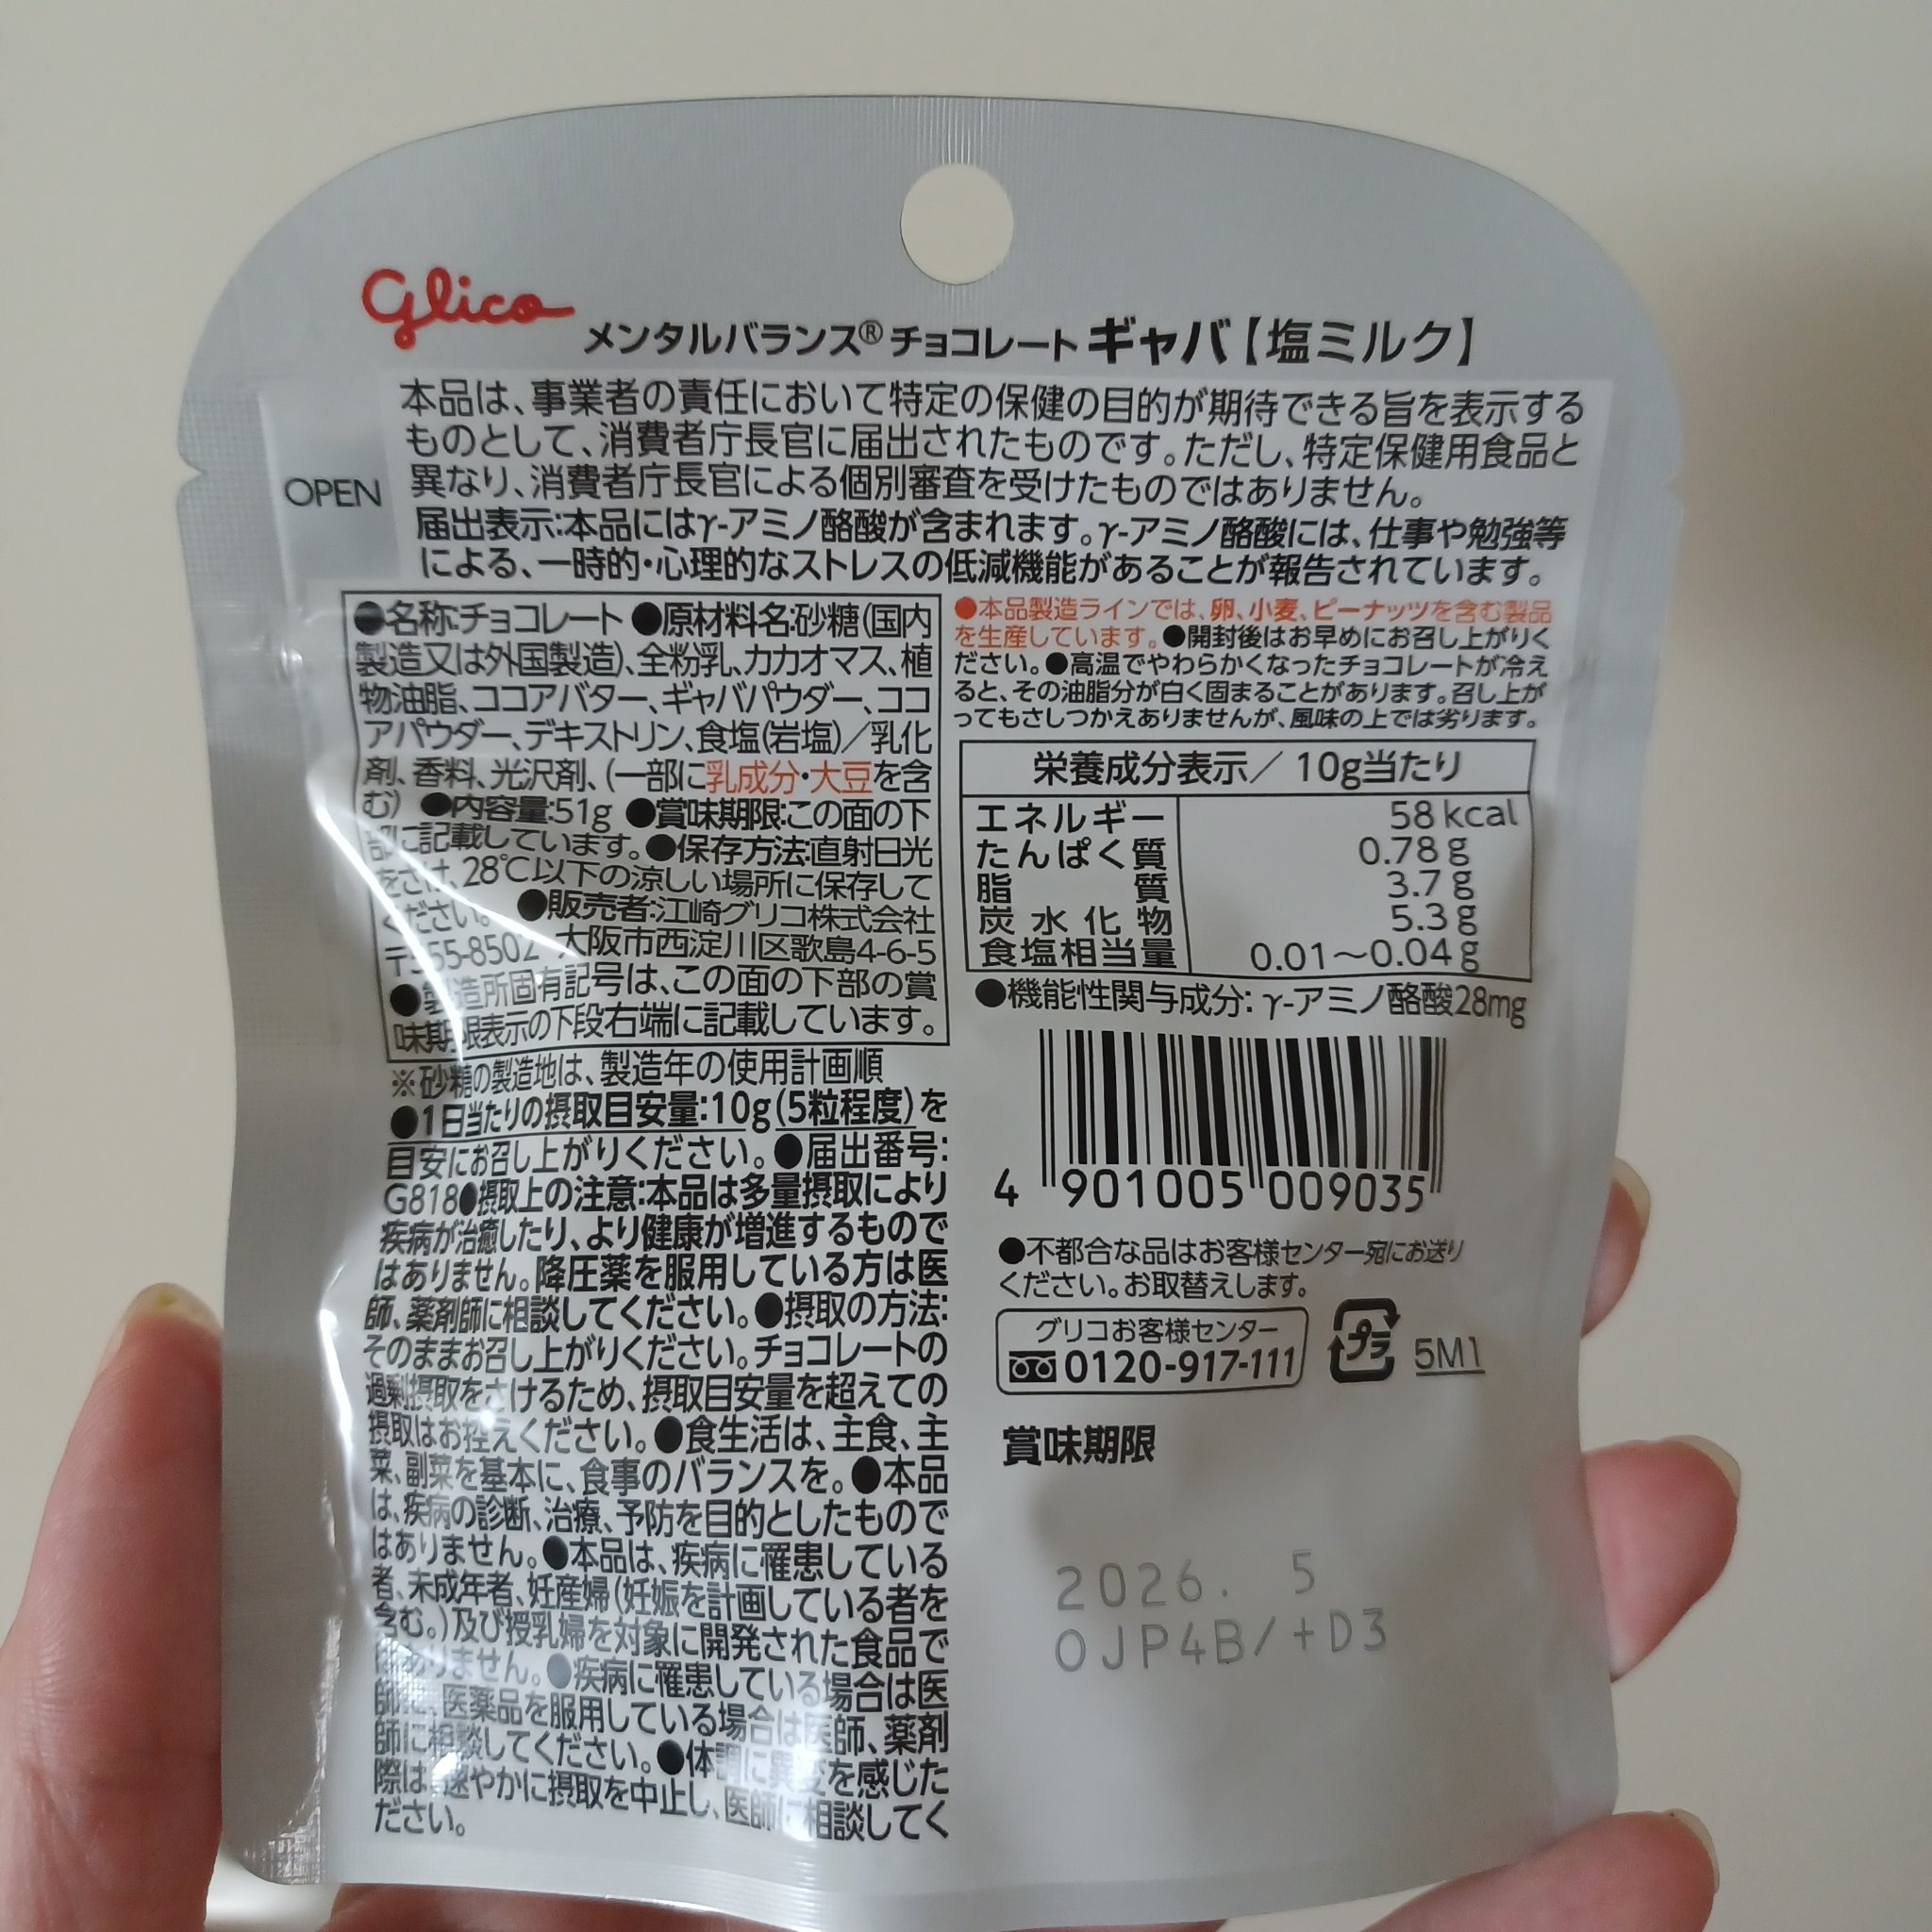 Glico
メンタルバランス®チョコレート ギャバ【塩ミルク】
本品は、事業者の責任において特定の保健の目的が期待できる旨を表示する
ものとして、消費者庁長官に届出されたものです。ただし、特定保健用食品と
異なり、消費者庁長官による個別審査を受けたものではありません。
OPEN
届出表示:本品にはγ-アミノ酪酸が含まれます。γ-アミノ酪酸には、仕事や勉強等
による、一時的・心理的なストレスの低減機能があることが報告されています。
●名称:チョコレート ●原材料名:砂糖(国内
製造又は外国製造)、全粉乳、カカオマス、植
物油脂、ココアバター、ギャバパウダー、ココ
アパウダー、デキストリン、食塩(岩塩)/乳化
剤、香料、光沢剤、(一部に乳成分・大豆を含
む) ●内容量:51g ●賞味期限:この面の下
部に記載しています。●保存方法:直射日光
をさけ、28℃以下の涼しい場所に保存して
ください。 ●販売者:江崎グリコ株式会社
〒555-8502 大阪市西淀川区歌島4-6-5
●製造所固有記号は、この面の下部の賞
味期限表示の下段右端に記載しています。
※砂糖の製造地は、製造年の使用計画順
●1日当たりの摂取目安量:10g(5粒程度)を
目安にお召し上がりください。●届出番号:
G818●摂取上の注意:本品は多量摂取により
疾病が治癒したり、より健康が増進するもので
はありません。降圧薬を服用している方は医
師、薬剤師に相談してください。●摂取の方法:
そのままお召し上がりください。チョコレートの
過剰摂取をさけるため、摂取目安量を超えての
摂取はお控えください。●食生活は、主食、主
菜、副菜を基本に、食事のバランスを。●本品
は、疾病の診断、治療、予防を目的としたもので
はありません。●本品は、疾病に罹患している
者、未成年者、妊産婦(妊娠を計画している者を
含む。)及び授乳婦を対象に開発された食品で
はありません。●疾病に罹患している場合は医
師に、医薬品を服用している場合は医師、薬剤
師に相談してください。●体調に異変を感じた
際は、速やかに摂取を中止し、医師に相談してく
ださい。
●本品製造ラインでは、卵、小麦、ピーナッツを含む製品
を生産しています。●開封後はお早めにお召し上がりく
ださい。●高温でやわらかくなったチョコレートが冷え
ると、その油脂分が白く固まることがあります。召し上が
ってもさしつかえありませんが、風味の上では劣ります。
栄養成分表示/10g当たり
エネルギー 58kcal
たんぱく質 0.78g
脂質 3.7g
炭水化物 5.3g
食塩相当量 0.01~0.04g
●機能性関与成分:γ-アミノ酪酸28mg
4 901005 009035
●不都合な品はお客様センター宛にお送り
ください。お取替えします。
グリコお客様センター
0120-917-111
プラ
5M1
賞味期限
2026. 5
0JP4B/+D3